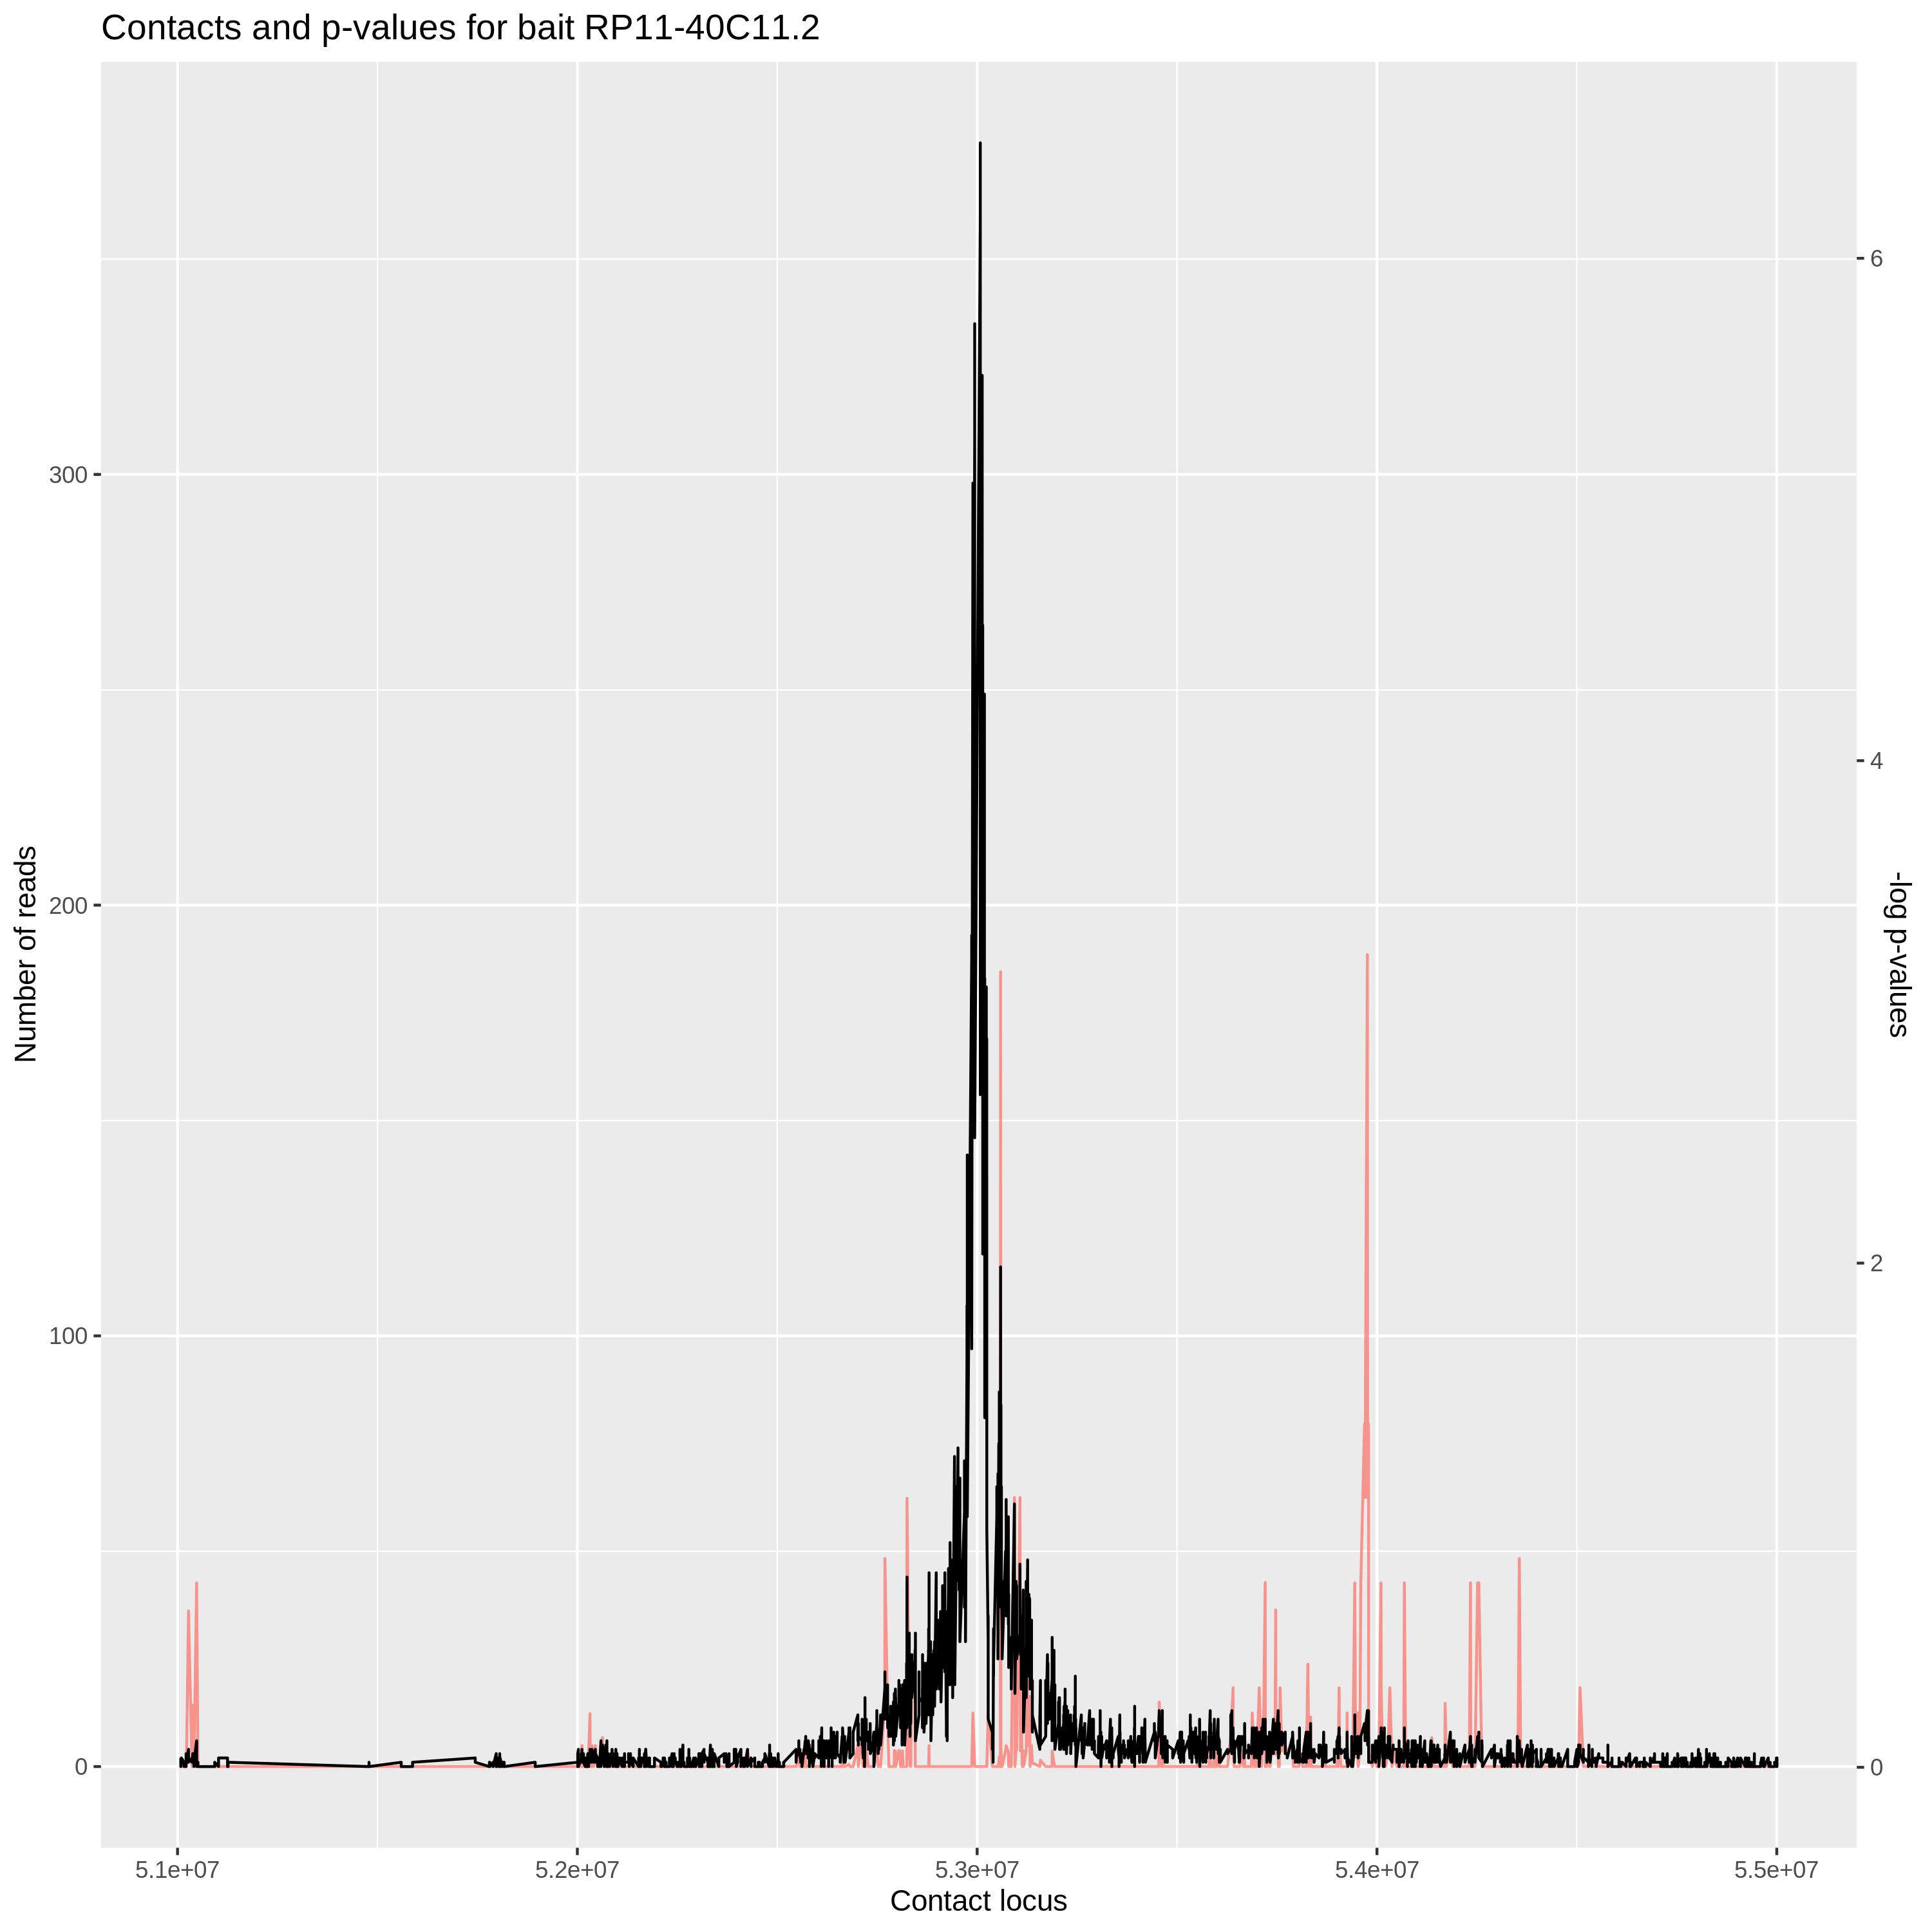 Contacts and p-values for bait RP11-40C11.2
Number of reads
300
200
100
0
6
4
2
0
-log p-values
5.1e+07 5.2e+07 5.3e+07 5.4e+07 5.5e+07
Contact locus